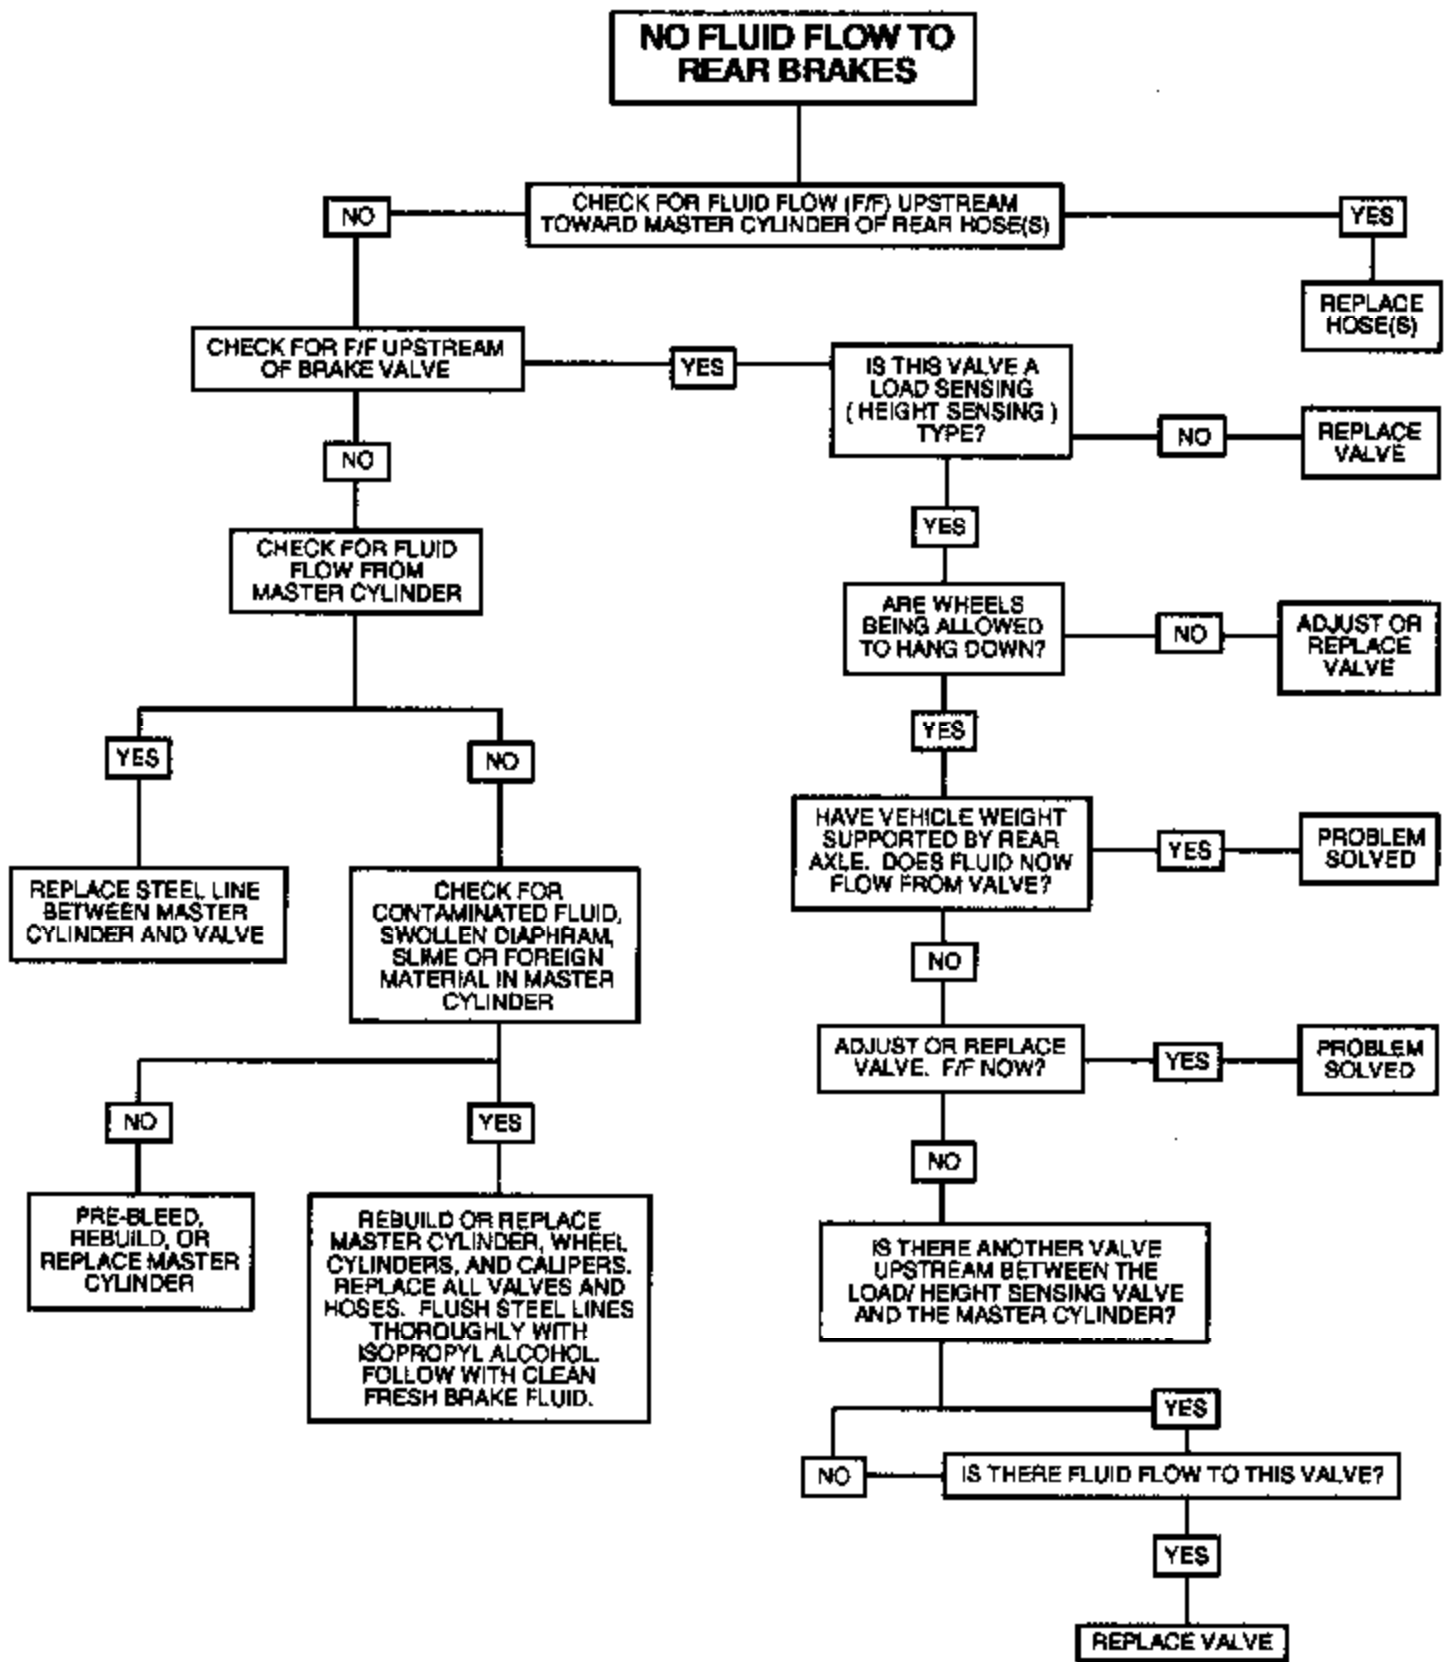 NO FLUID FLOW TO
REAR BRAKES
CHECK FOR FLUID FLOW (F/F) UPSTREAM
TOWARD MASTER CYLINDER OF REAR HOSE(S)
NO
YES
REPLACE
HOSE(S)
CHECK FOR F/F UPSTREAM
OF BRAKE VALVE
YES
IS THIS VALVE A
LOAD SENSING
( HEIGHT SENSING )
TYPE?
NO
REPLACE
VALVE
NO
YES
CHECK FOR FLUID
FLOW FROM
MASTER CYLINDER
ARE WHEELS
BEING ALLOWED
TO HANG DOWN?
NO
ADJUST OR
REPLACE
VALVE
YES
NO
YES
HAVE VEHICLE WEIGHT
SUPPORTED BY REAR
AXLE. DOES FLUID NOW
FLOW FROM VALVE?
YES
PROBLEM
SOLVED
REPLACE STEEL LINE
BETWEEN MASTER
CYLINDER AND VALVE
CHECK FOR
CONTAMINATED FLUID,
SWOLLEN DIAPHRAM,
SLIME OR FOREIGN
MATERIAL IN MASTER
CYLINDER
NO
ADJUST OR REPLACE
VALVE. F/F NOW?
YES
PROBLEM
SOLVED
NO
YES
NO
PRE-BLEED,
REBUILD, OR
REPLACE MASTER
CYLINDER
REBUILD OR REPLACE
MASTER CYLINDER, WHEEL
CYLINDERS, AND CALIPERS.
REPLACE ALL VALVES AND
HOSES. FLUSH STEEL LINES
THOROUGHLY WITH
ISOPROPYL ALCOHOL.
FOLLOW WITH CLEAN
FRESH BRAKE FLUID.
IS THERE ANOTHER VALVE
UPSTREAM BETWEEN THE
LOAD/ HEIGHT SENSING VALVE
AND THE MASTER CYLINDER?
YES
NO
IS THERE FLUID FLOW TO THIS VALVE?
YES
REPLACE VALVE